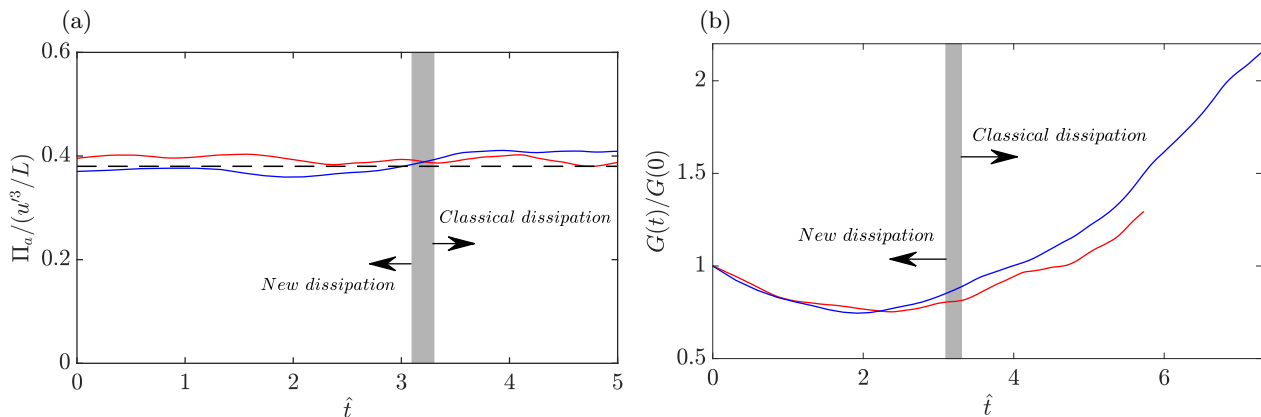 (a)
0.6
0.4
0.2
0
Π_a/(u'^3/L)
Classical dissipation
New dissipation
0 1 2 3 4 5
t̂
(b)
2
1.5
1
0.5
G(t)/G(0)
Classical dissipation
New dissipation
0 2 4 6
t̂